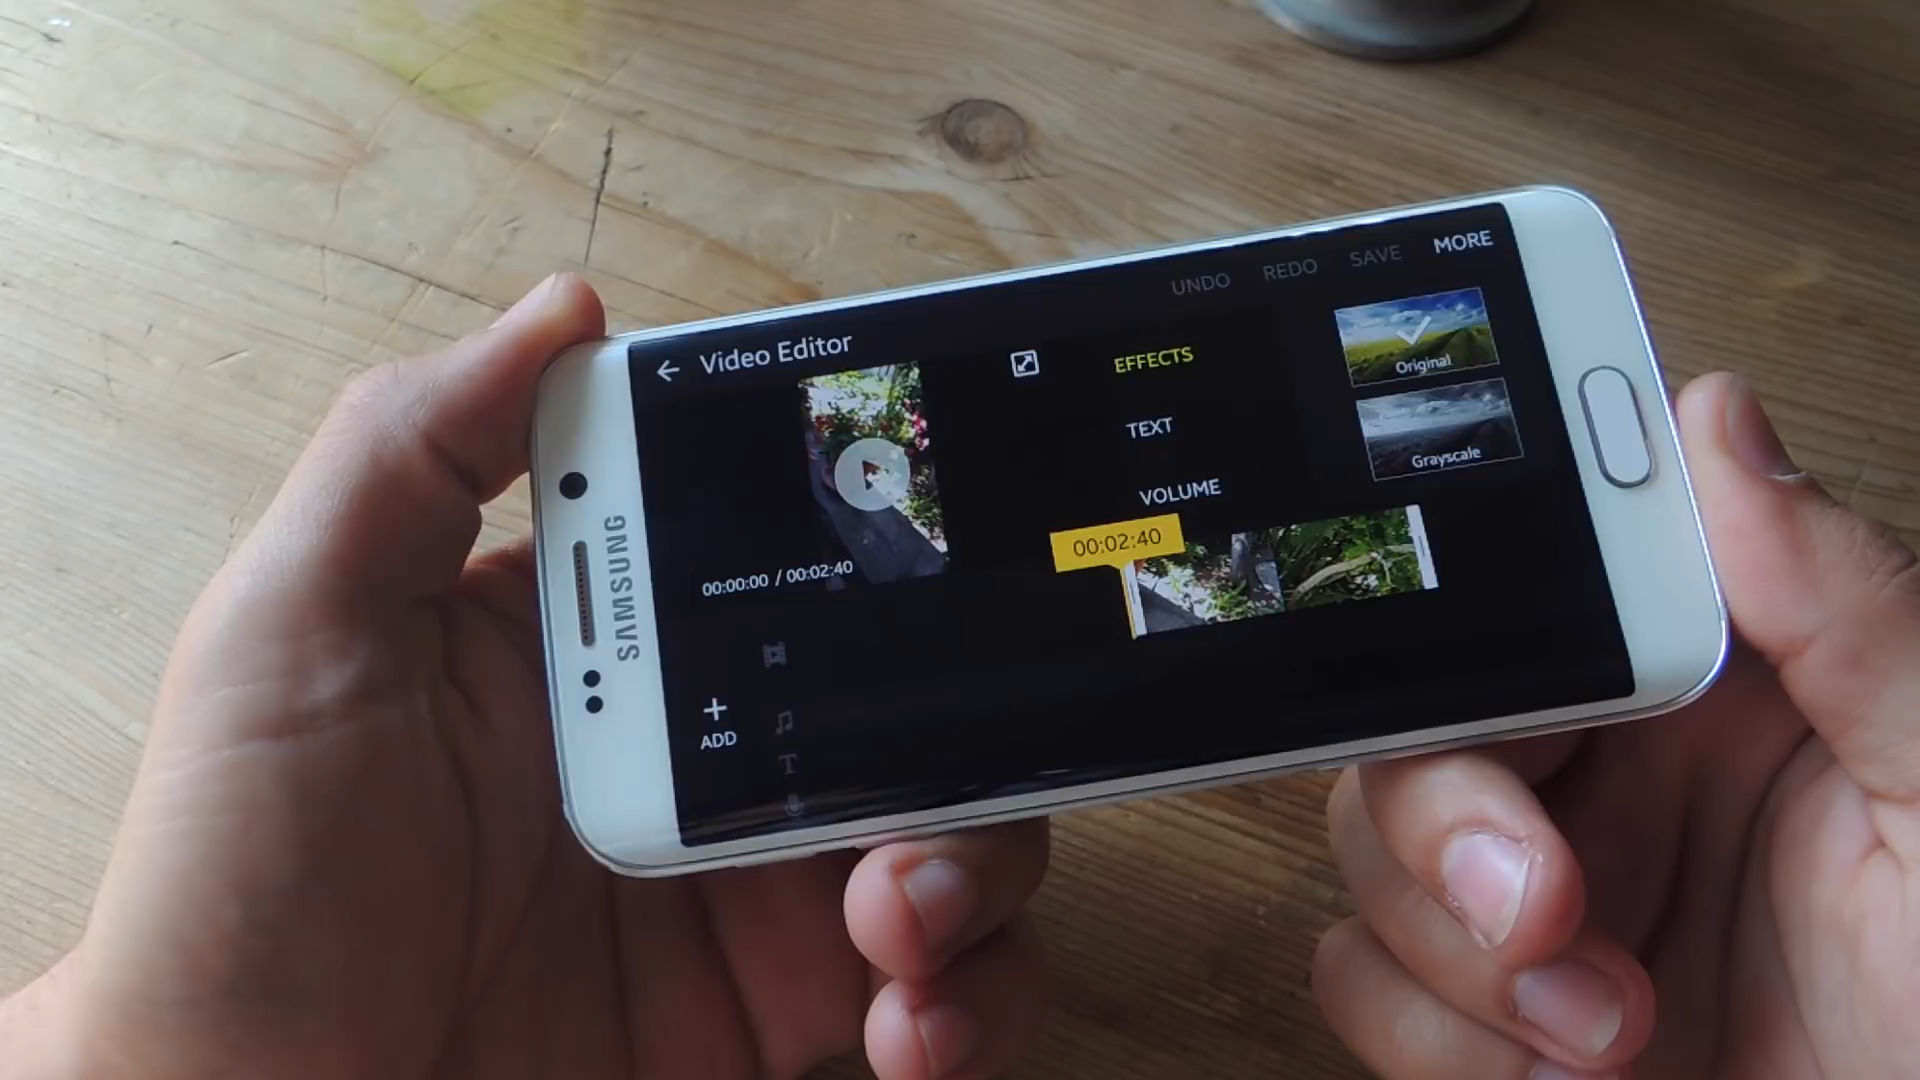 UNDO REDO SAVE MORE
Video Editor
EFFECTS
TEXT
VOLUME
Original
Grayscale
00:02:40
00:00:00 / 00:02:40
ADD
T
SAMSUNG